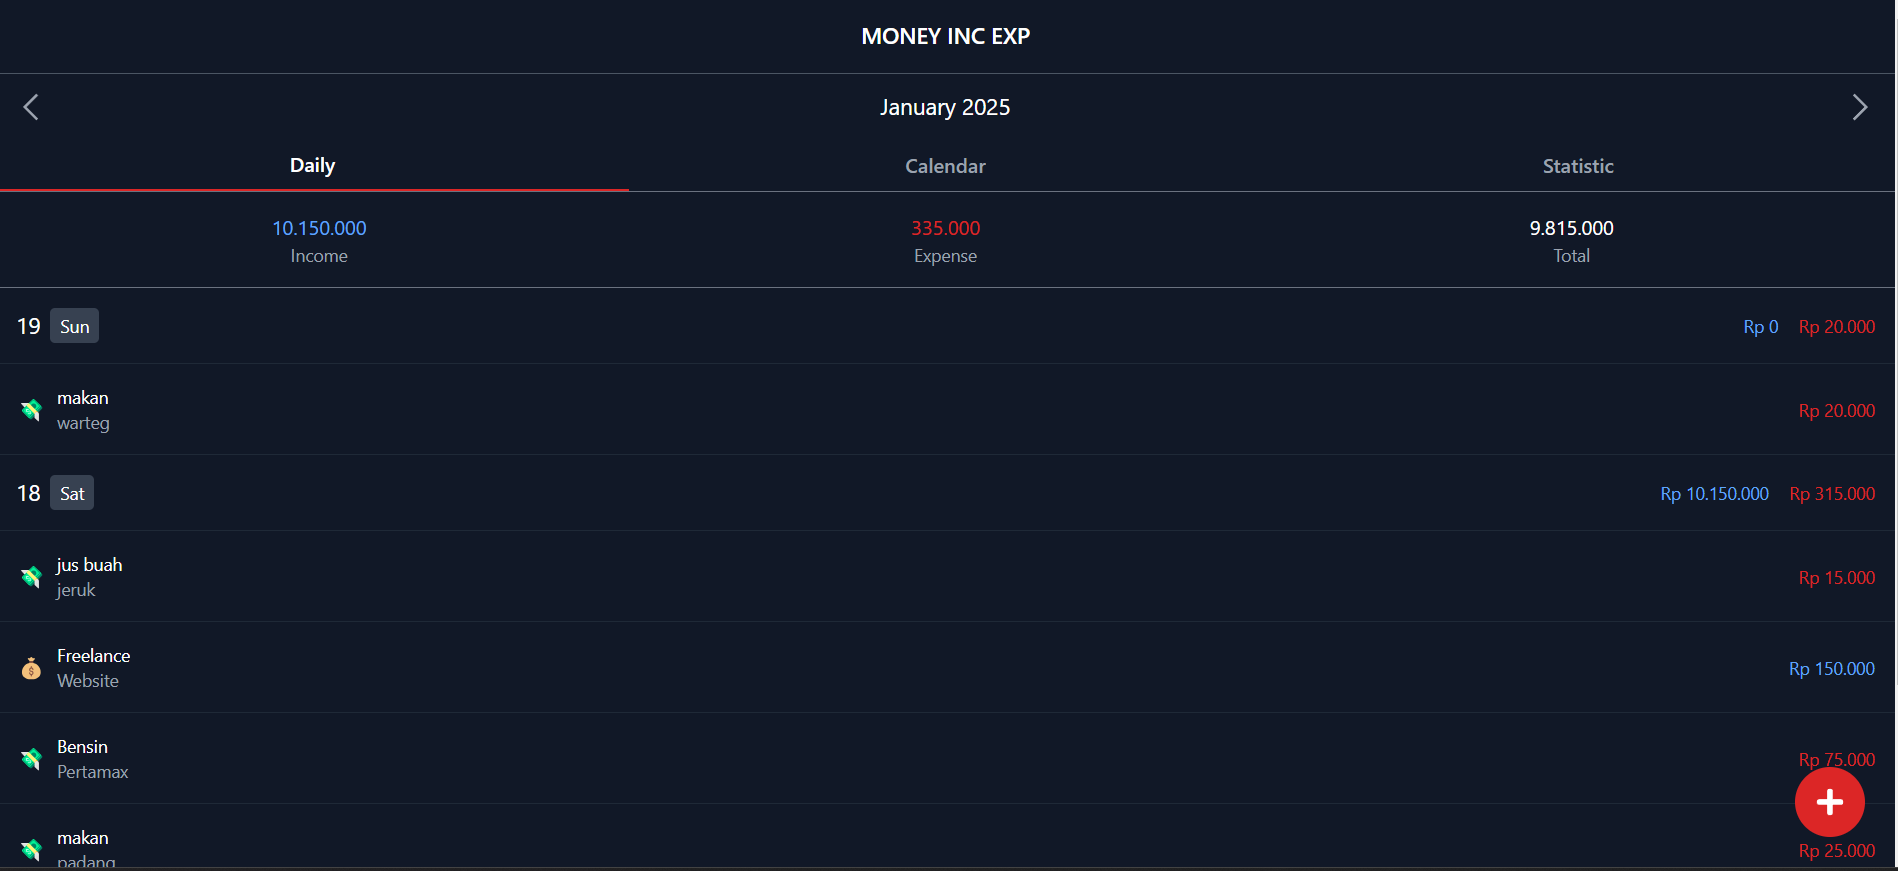 MONEY INC EXP
January 2025
Daily Calendar Statistic
10.150.000 335.000 9.815.000
Income Expense Total
19 Sun Rp 0 Rp 20.000
makan
warteg
Rp 20.000
18 Sat Rp 10.150.000 Rp 315.000
jus buah
jeruk
Rp 15.000
Freelance
Website
Rp 150.000
Bensin
Pertamax
Rp 75.000
makan
padang
Rp 25.000